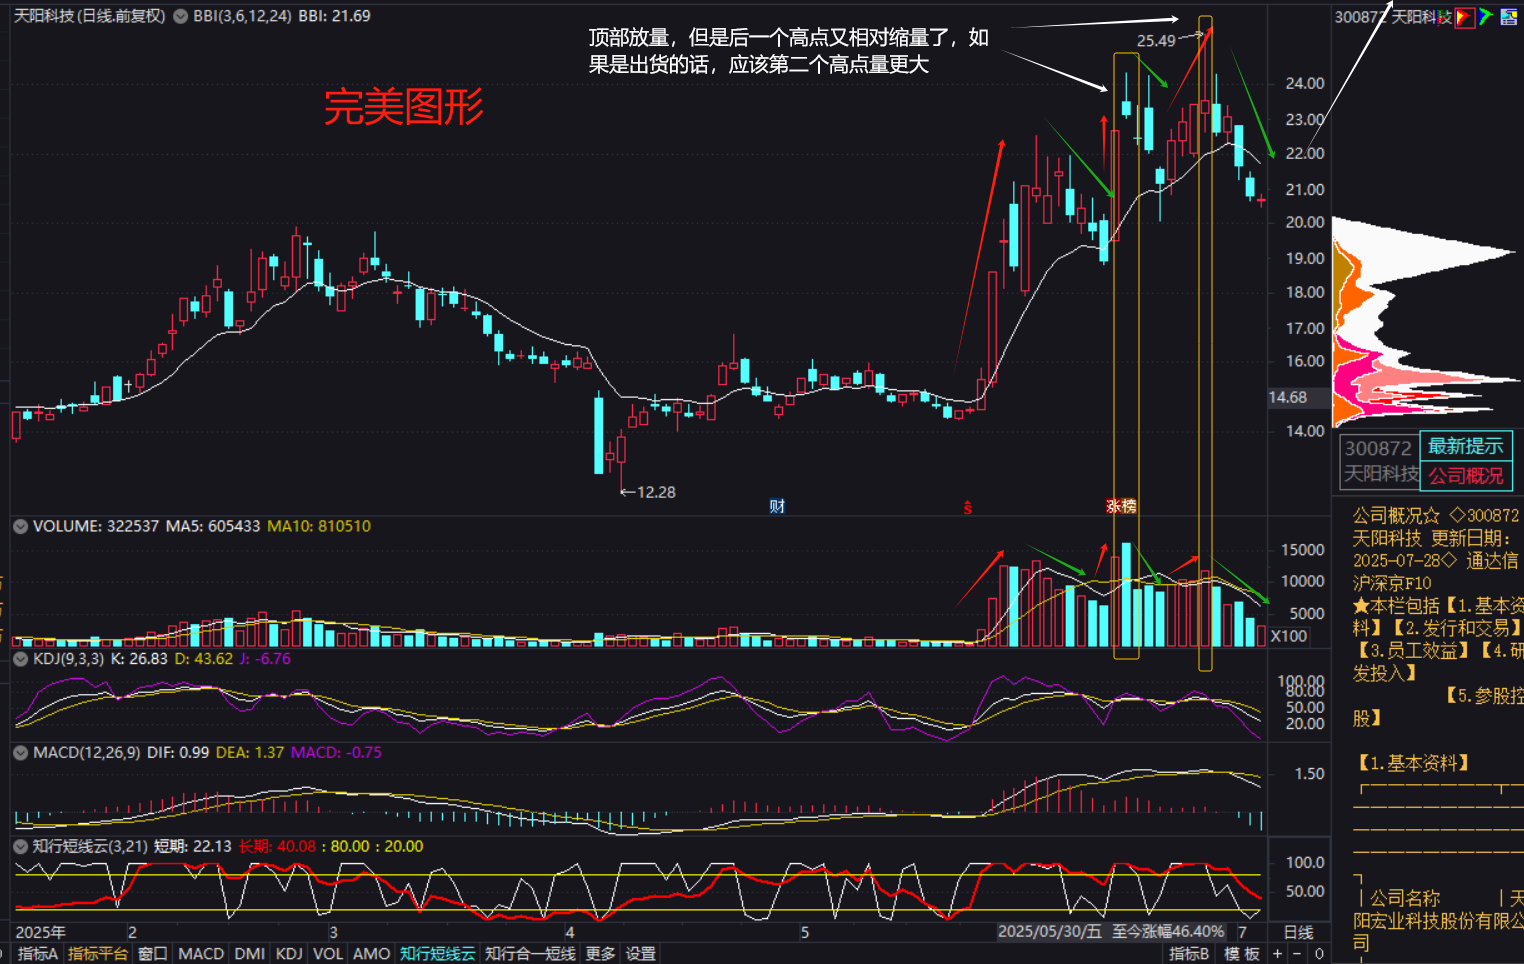 天阳科技(日线.前复权) BBI(3,6,12,24) BBI: 21.69
300872 天阳科技
顶部放量，但是后一个高点又相对缩量了，如
果是出货的话，应该第二个高点量更大
25.49
完美图形
24.00
23.00
22.00
21.00
20.00
19.00
18.00
17.00
16.00
14.68
14.00
12.28
财
涨榜
300872
天阳科技
最新提示
公司概况
VOLUME: 322537 MA5: 605433 MA10: 810510
15000
10000
5000
X100
KDJ(9,3,3) K: 26.83 D: 43.62 J: -6.76
100.00
80.00
50.00
20.00
MACD(12,26,9) DIF: 0.99 DEA: 1.37 MACD: -0.75
1.50
知行短线云(3,21) 短期: 22.13 长期: 40.08 : 80.00 : 20.00
100.0
50.00
公司概况☆ ◇300872
天阳科技 更新日期：
2025-07-28◇ 通达信
沪深京F10
★本栏包括【1.基本资
料】【2.发行和交易】
【3.员工效益】【4.研
发投入】
【5.参股控
股】
【1.基本资料】
|公司名称 |天
阳宏业科技股份有限公
司
2025年 2 3 4 5 2025/05/30/五 至今涨幅46.40% 7 日线
指标A 指标平台 窗口 MACD DMI KDJ VOL AMO 知行短线云 知行合一短线 更多 设置 指标B 模板 + - 0